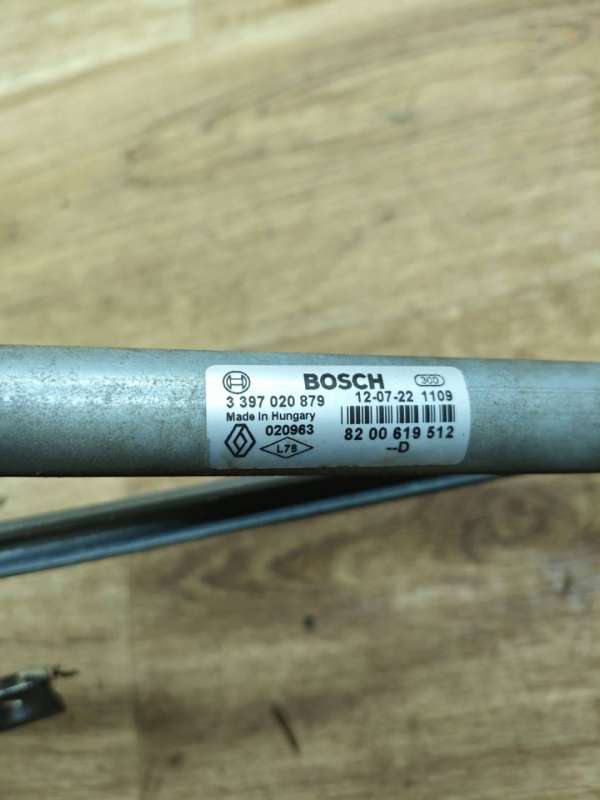 BOSCH 300
3 397 020 879 12-07-22 1109
Made in Hungary
020963 82 00 619 512
L78 --D